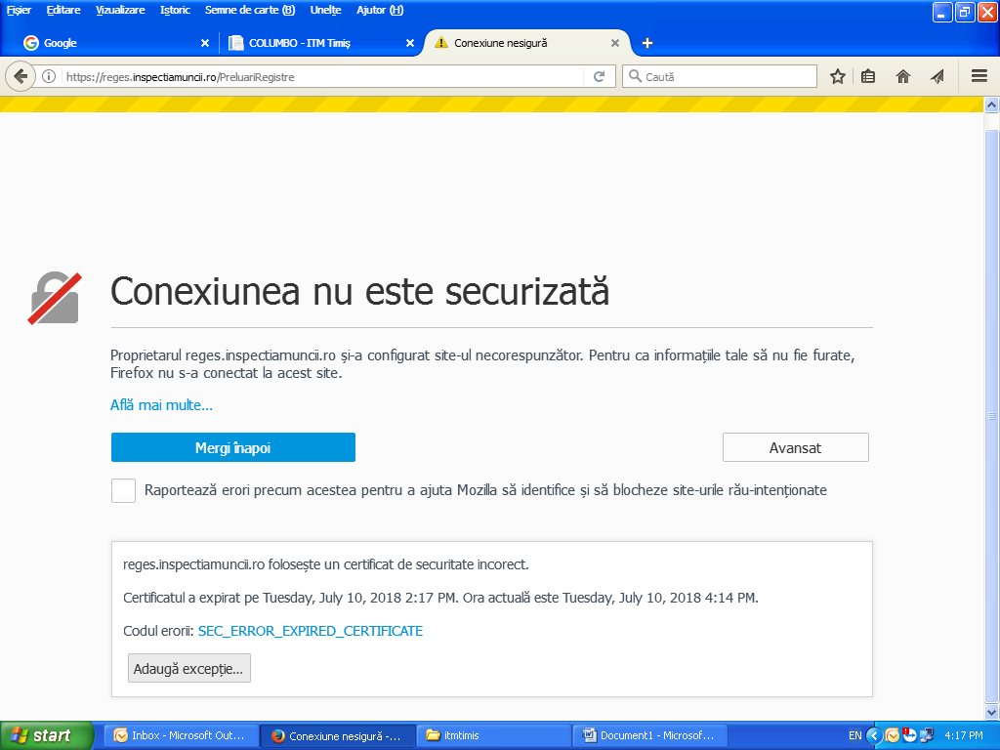 Fișier Editare Vizualizare Istoric Semne de carte (B) Unelte Ajutor (H)
Google COLUMBO - ITM Timiș Conexiune nesigură
https://reges.inspectiamuncii.ro/PreluariRegistre Caută
Conexiunea nu este securizată
Proprietarul reges.inspectiamuncii.ro și-a configurat site-ul necorespunzător. Pentru ca informațiile tale să nu fie furate,
Firefox nu s-a conectat la acest site.
Află mai multe...
Mergi înapoi Avansat
Raportează erori precum acestea pentru a ajuta Mozilla să identifice și să blocheze site-urile rău-intenționate
reges.inspectiamuncii.ro folosește un certificat de securitate incorect.
Certificatul a expirat pe Tuesday, July 10, 2018 2:17 PM. Ora actuală este Tuesday, July 10, 2018 4:14 PM.
Codul erorii: SEC_ERROR_EXPIRED_CERTIFICATE
Adaugă excepție...
start Inbox - Microsoft Out... Conexiune nesigură -... itmtimis Document1 - Microsof... EN 4:17 PM